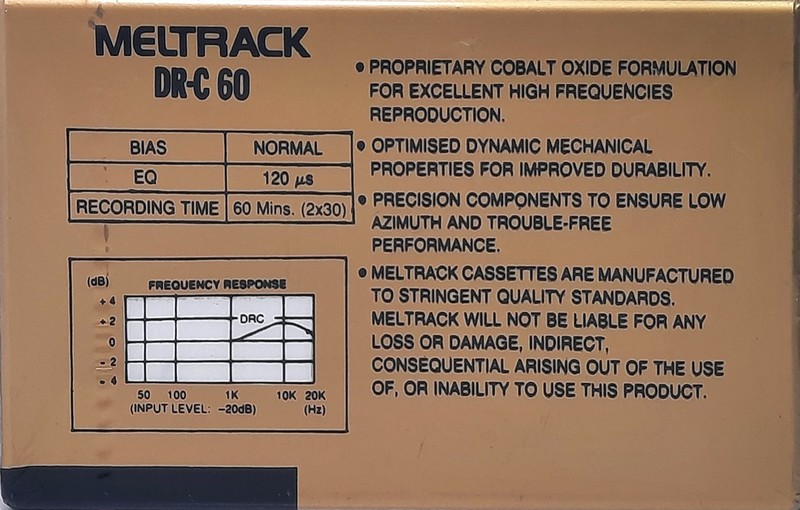 MELTRACK
DR-C 60
BIAS NORMAL
EQ 120 µs
RECORDING TIME 60 Mins. (2x30)
(dB) FREQUENCY RESPONSE
+ 4
+ 2 DRC
0
- 2
- 4
50 100 1K 10K 20K
(INPUT LEVEL: -20dB) (Hz)
• PROPRIETARY COBALT OXIDE FORMULATION
FOR EXCELLENT HIGH FREQUENCIES
REPRODUCTION.
• OPTIMISED DYNAMIC MECHANICAL
PROPERTIES FOR IMPROVED DURABILITY.
• PRECISION COMPONENTS TO ENSURE LOW
AZIMUTH AND TROUBLE-FREE
PERFORMANCE.
• MELTRACK CASSETTES ARE MANUFACTURED
TO STRINGENT QUALITY STANDARDS.
MELTRACK WILL NOT BE LIABLE FOR ANY
LOSS OR DAMAGE, INDIRECT,
CONSEQUENTIAL ARISING OUT OF THE USE
OF, OR INABILITY TO USE THIS PRODUCT.